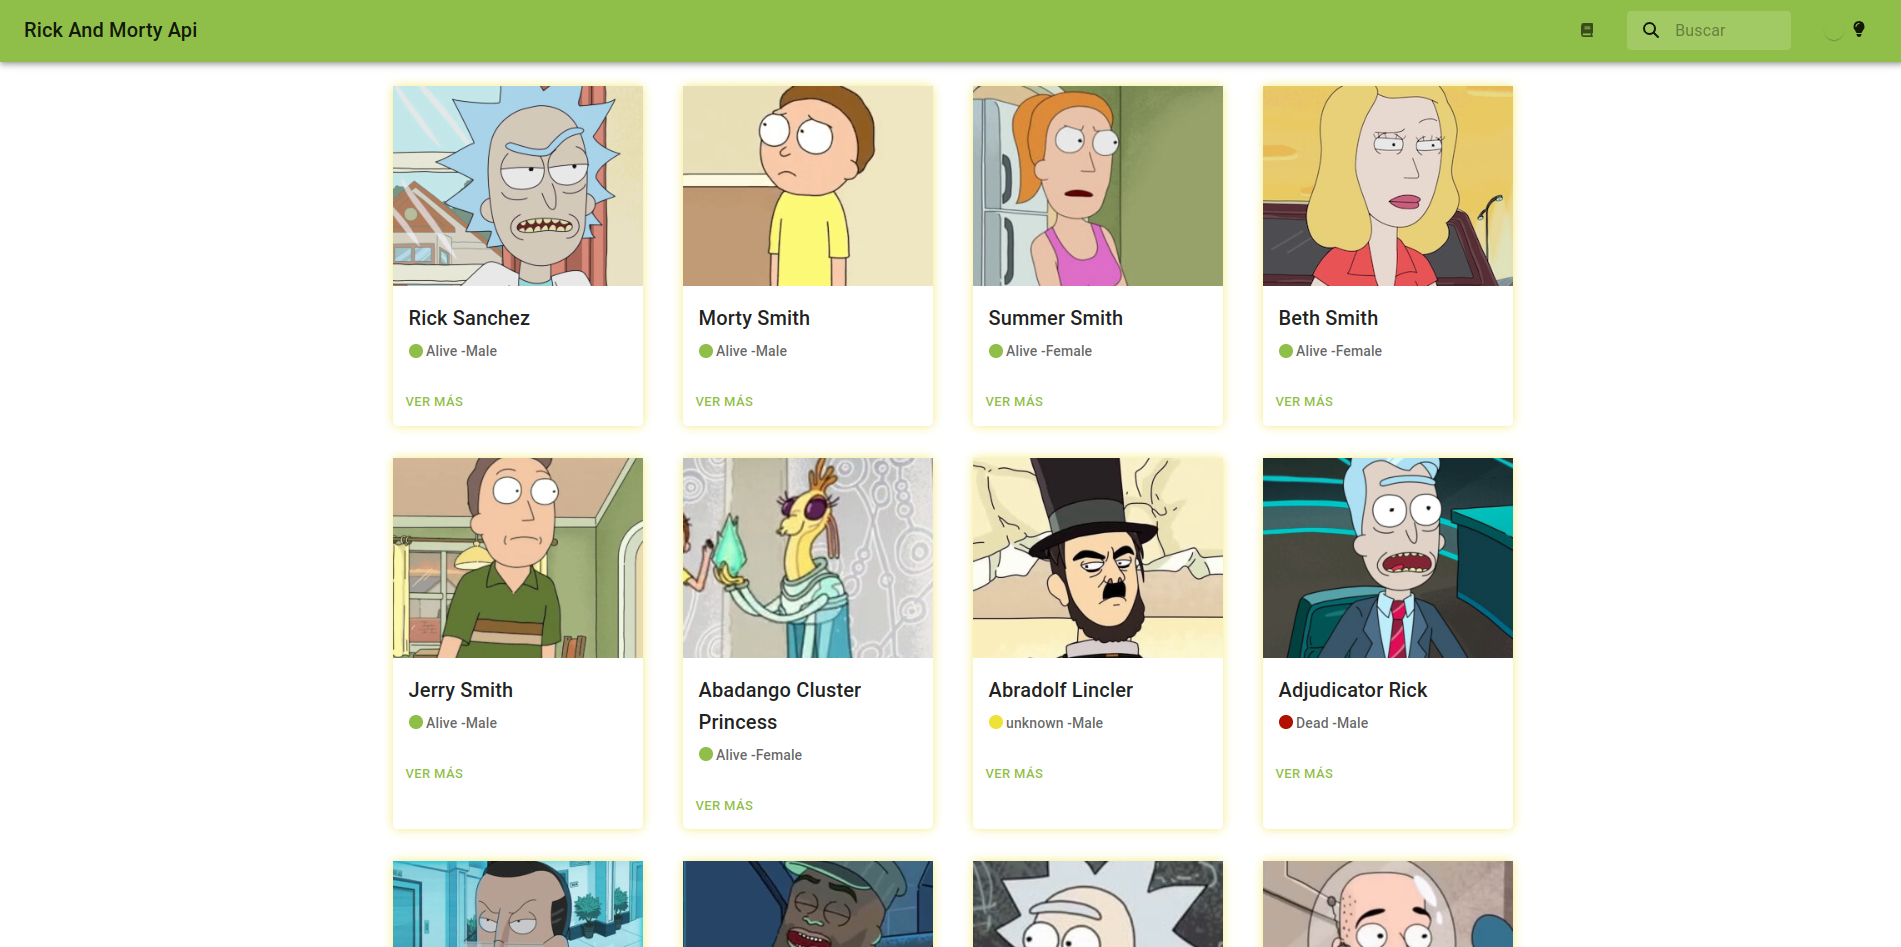 Rick And Morty Api
Buscar
Rick Sanchez
Alive -Male
VER MÁS
Morty Smith
Alive -Male
VER MÁS
Summer Smith
Alive -Female
VER MÁS
Beth Smith
Alive -Female
VER MÁS
Jerry Smith
Alive -Male
VER MÁS
Abadango Cluster
Princess
Alive -Female
VER MÁS
Abradolf Lincler
unknown -Male
VER MÁS
Adjudicator Rick
Dead -Male
VER MÁS